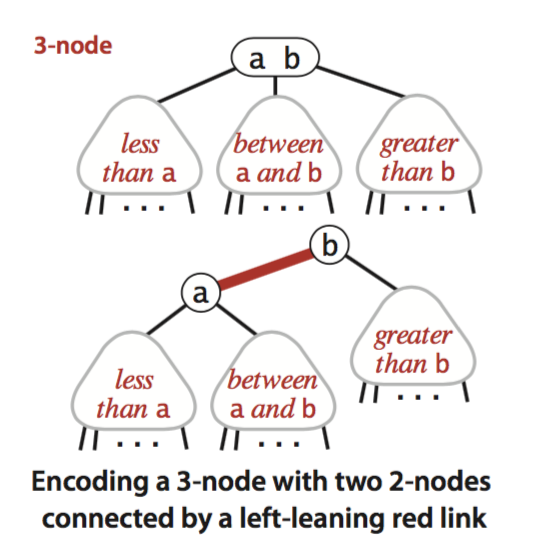 3-node
a b
less
than a
between
a and b
greater
than b
. . .
. . .
. . .
b
a
greater
than b
less
than a
between
a and b
. . .
. . .
. . .
Encoding a 3-node with two 2-nodes
connected by a left-leaning red link